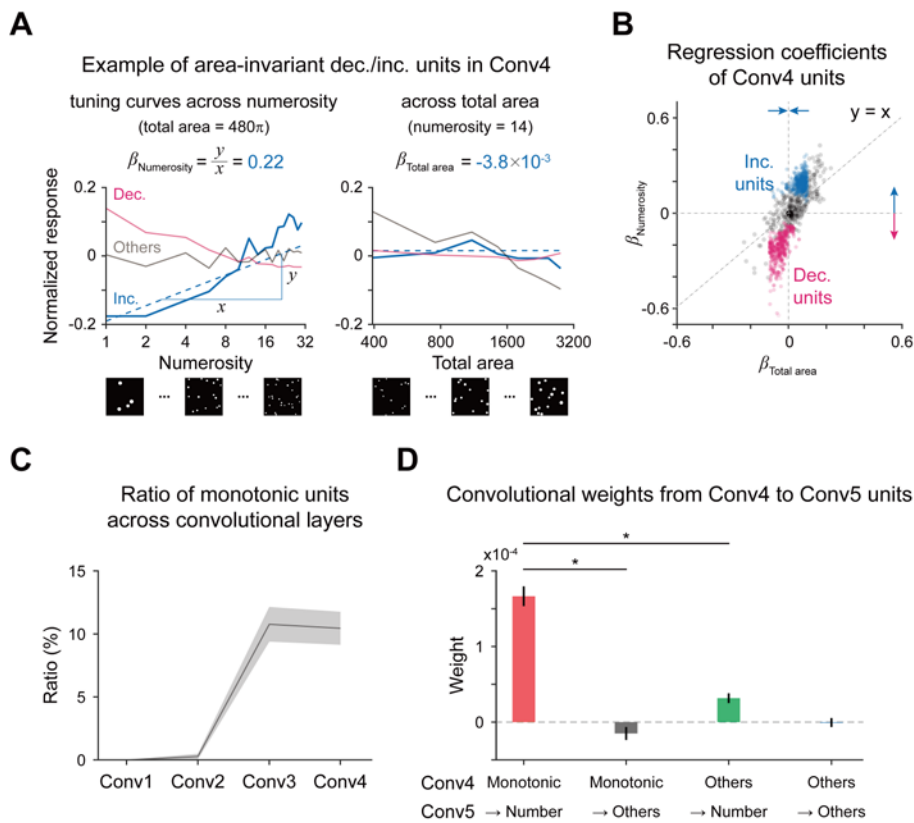 A
Example of area-invariant dec./inc. units in Conv4
tuning curves across numerosity
(total area = 480π)
β Numerosity = y/x = 0.22
across total area
(numerosity = 14)
β Total area = -3.8×10⁻³
Normalized response
0.2
0
-0.2
Dec.
Others
Inc.
x
y
1 2 4 8 16 32
Numerosity
0.2
0
-0.2
400 800 1600 3200
Total area
... ...
... ...
B
Regression coefficients
of Conv4 units
0.6
0
-0.6
y = x
Inc.
units
Dec.
units
β Numerosity
-0.6 0 0.6
β Total area
C
Ratio of monotonic units
across convolutional layers
Ratio (%)
15
10
5
0
Conv1 Conv2 Conv3 Conv4
D
Convolutional weights from Conv4 to Conv5 units
x10⁻⁴
*
*
Weight
2
1
0
Conv4 Monotonic Monotonic Others Others
Conv5 → Number → Others → Number → Others